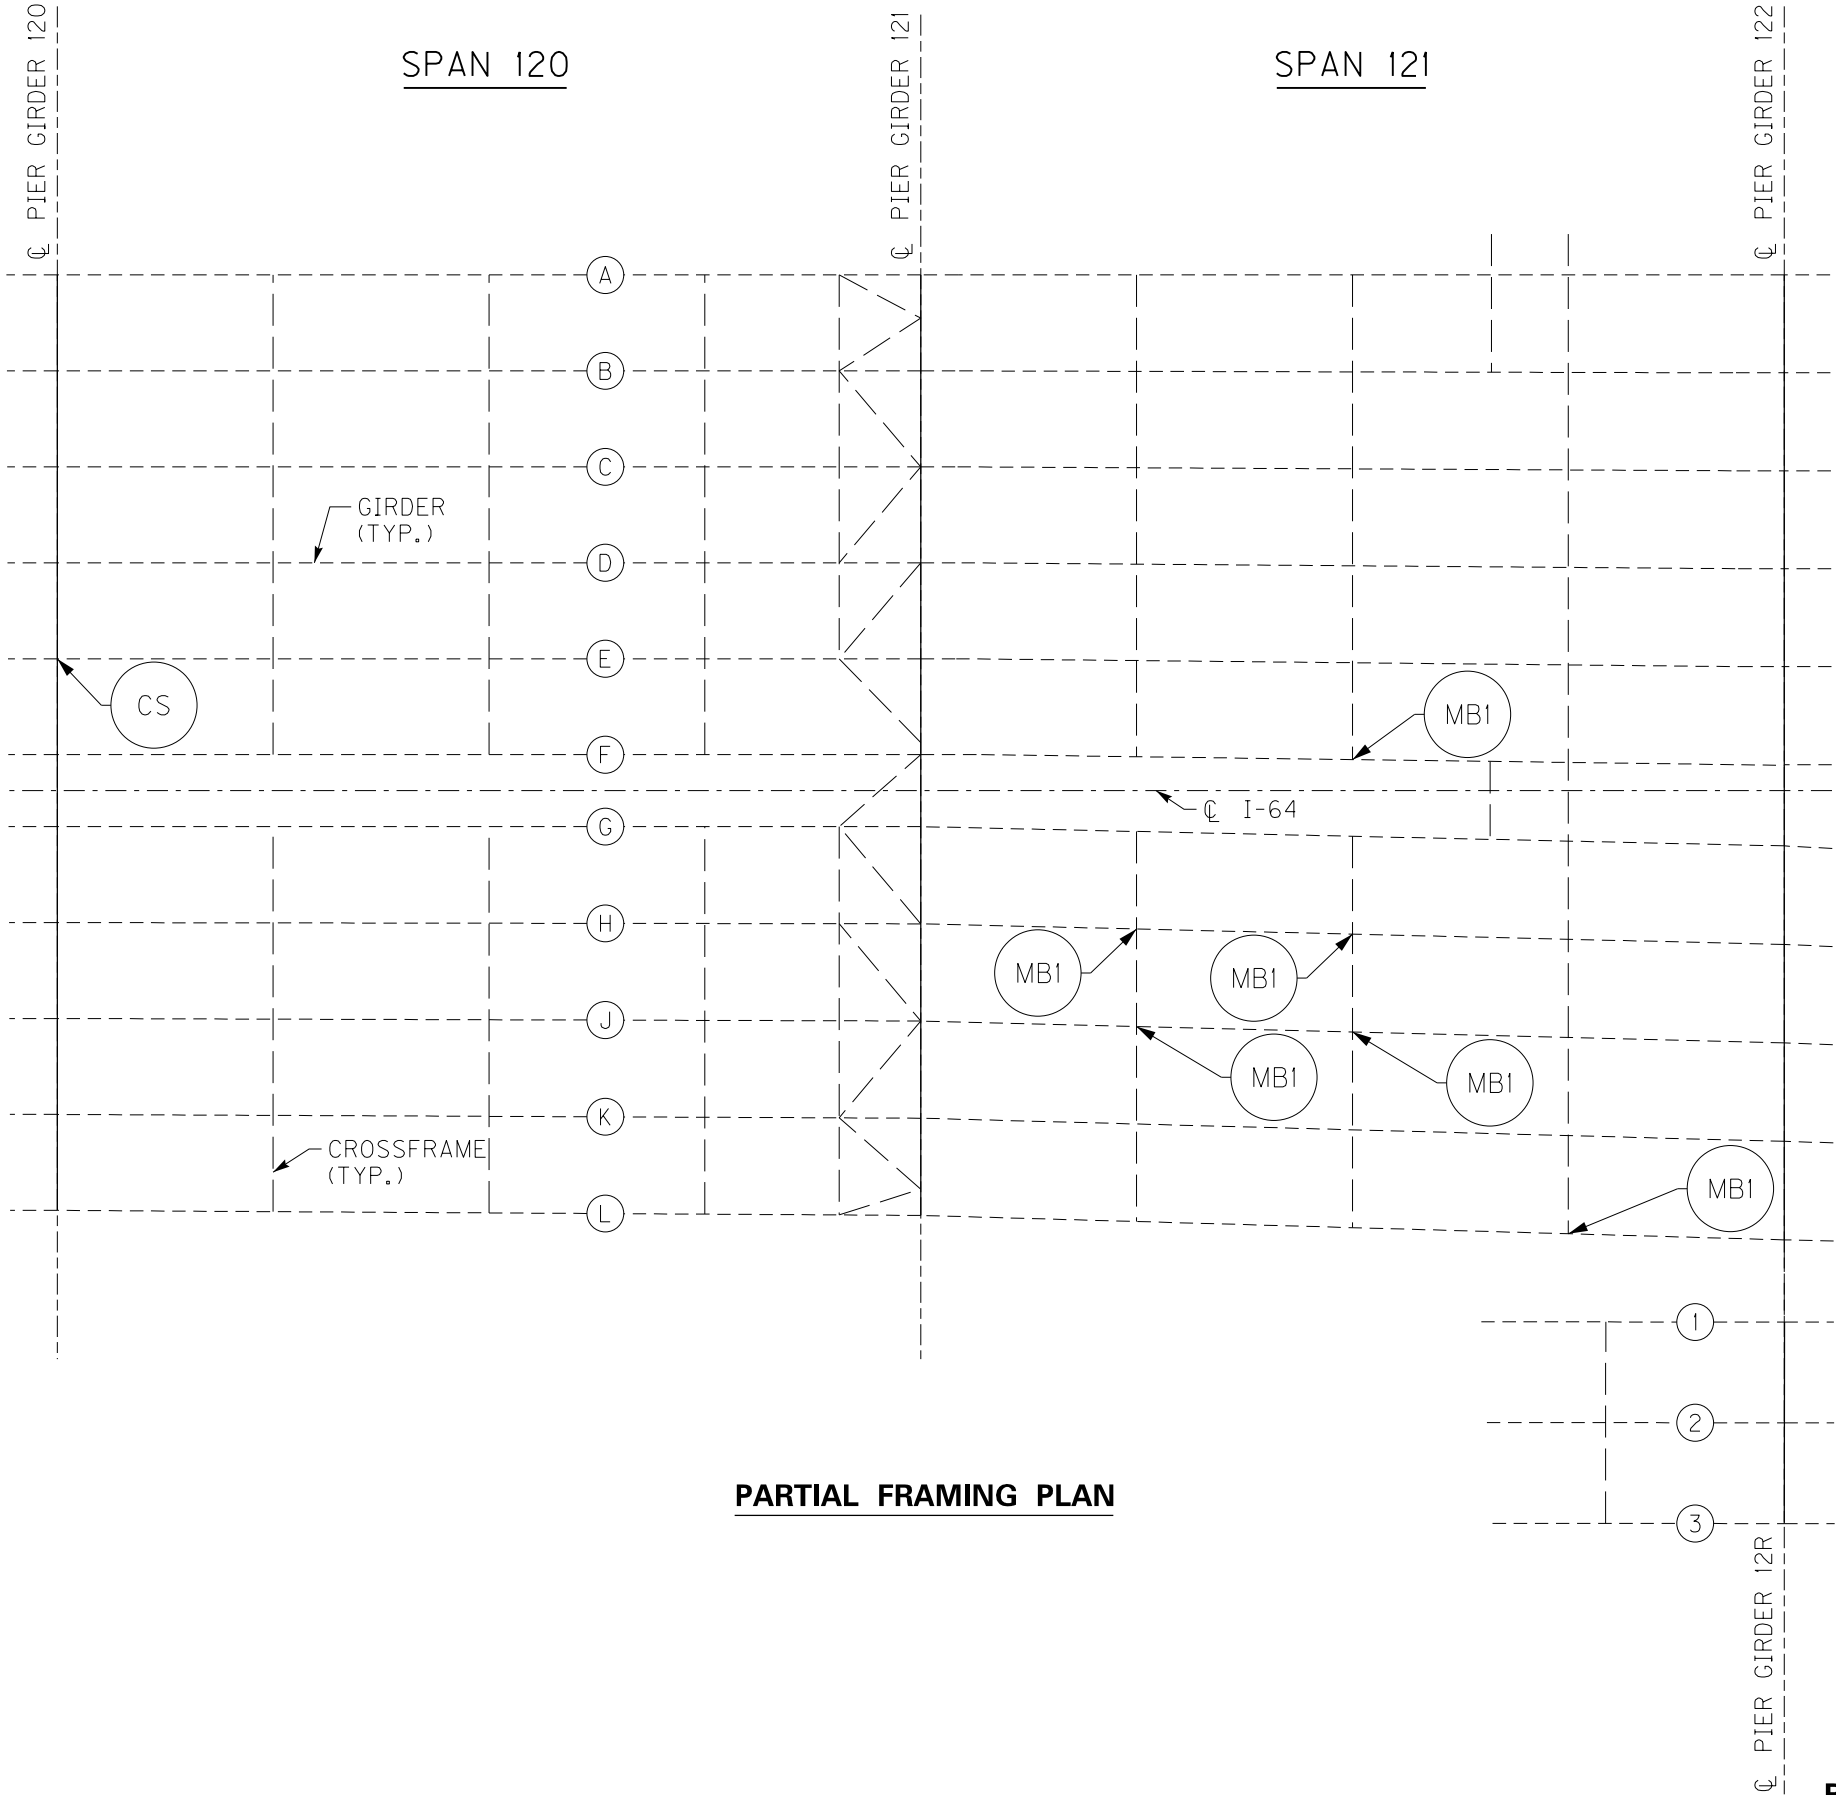 ℄ PIER GIRDER 120
SPAN 120
℄ PIER GIRDER 121
SPAN 121
℄ PIER GIRDER 122
A
B
C
GIRDER
(TYP.)
D
E
CS
MB1
F
℄ I-64
G
H
MB1
MB1
J
MB1
MB1
K
CROSSFRAME
(TYP.)
MB1
L
1
2
PARTIAL FRAMING PLAN
3
℄ PIER GIRDER 12R